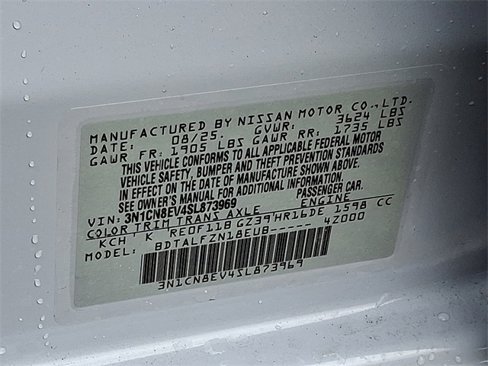 MANUFACTURED BY NISSAN MOTOR CO., LTD.
DATE: 08/25. GVWR: 3624 LBS
GAWR FR: 1905 LBS GAWR RR: 1735 LBS
THIS VEHICLE CONFORMS TO ALL APPLICABLE FEDERAL MOTOR
VEHICLE SAFETY, BUMPER AND THEFT PREVENTION STANDARDS
IN EFFECT ON THE DATE OF MANUFACTURE SHOWN ABOVE.
SEE OWNER'S MANUAL FOR ADDITIONAL INFORMATION.
VIN: 3N1CN8EV4SL873969 PASSENGER CAR.
COLOR TRIM TRANS AXLE ENGINE
KCH K RE0F11B GZ39 HR16DE 1598 CC
MODEL: BDTALFZN18EUB----- 4Z000
3N1CN8EV4SL873969